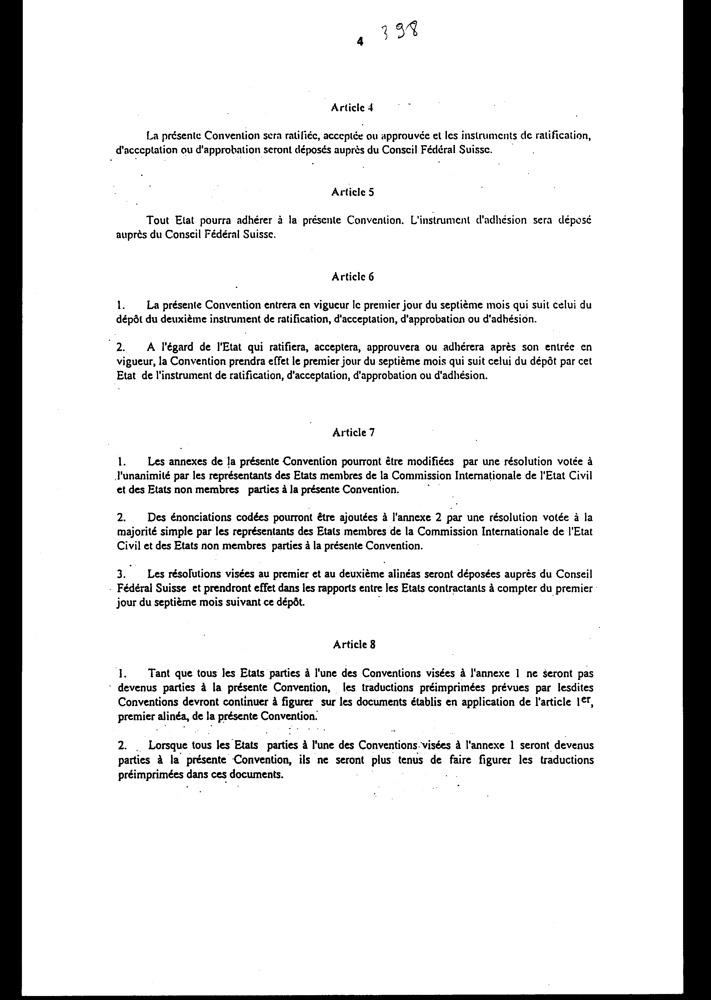 398
4
Article 4
La présente Convention sera ratifiée, acceptée ou approuvée et les instruments de ratification,
d'acceptation ou d'approbation seront déposés auprès du Conseil Fédéral Suisse.
Article 5
Tout Etat pourra adhérer à la présente Convention. L'instrument d'adhésion sera déposé
auprès du Conseil Fédéral Suisse.
Article 6
1. La présente Convention entrera en vigueur le premier jour du septième mois qui suit celui du
dépôt du deuxième instrument de ratification, d'acceptation, d'approbation ou d'adhésion.
2. A l'égard de l'Etat qui ratifiera, acceptera, approuvera ou adhérera après son entrée en
vigueur, la Convention prendra effet le premier jour du septième mois qui suit celui du dépôt par cet
Etat de l'instrument de ratification, d'acceptation, d'approbation ou d'adhésion.
Article 7
1. Les annexes de la présente Convention pourront être modifiées par une résolution votée à
l'unanimité par les représentants des Etats membres de la Commission Internationale de l'Etat Civil
et des Etats non membres parties à la présente Convention.
2. Des énonciations codées pourront être ajoutées à l'annexe 2 par une résolution votée à la
majorité simple par les représentants des Etats membres de la Commission Internationale de l'Etat
Civil et des Etats non membres parties à la présente Convention.
3. Les résolutions visées au premier et au deuxième alinéas seront déposées auprès du Conseil
Fédéral Suisse et prendront effet dans les rapports entre les Etats contractants à compter du premier
jour du septième mois suivant ce dépôt.
Article 8
1. Tant que tous les Etats parties à l'une des Conventions visées à l'annexe 1 ne seront pas
devenus parties à la présente Convention, les traductions préimprimées prévues par lesdites
Conventions devront continuer à figurer sur les documents établis en application de l'article 1er,
premier alinéa, de la présente Convention.
2. Lorsque tous les Etats parties à l'une des Conventions visées à l'annexe 1 seront devenus
parties à la présente Convention, ils ne seront plus tenus de faire figurer les traductions
préimprimées dans ces documents.